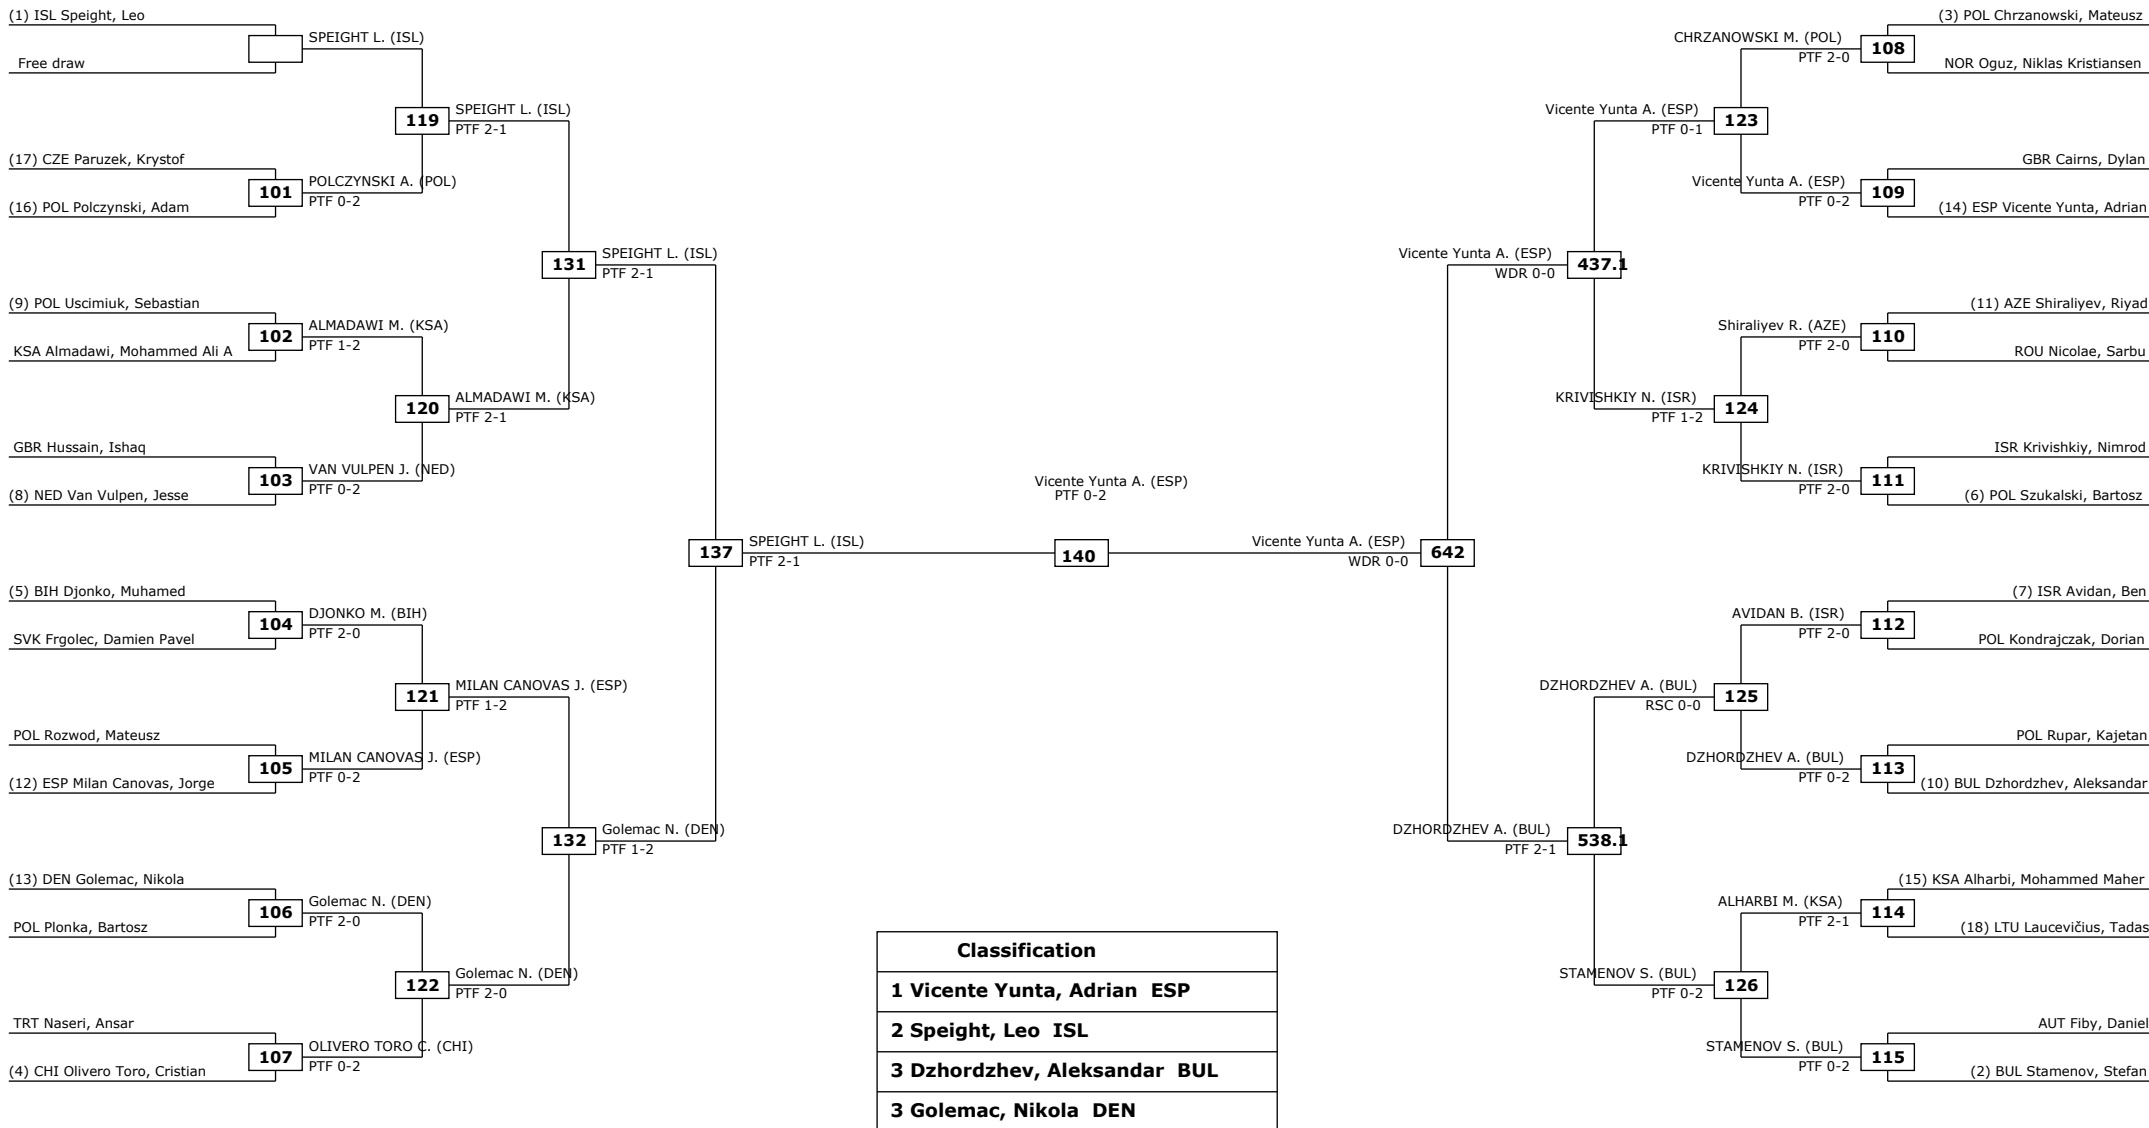 (1) ISL Speight, Leo
Free draw
SPEIGHT L. (ISL)
119
SPEIGHT L. (ISL)
PTF 2-1
(17) CZE Paruzek, Krystof
101
POLCZYNSKI A. (POL)
PTF 0-2
(16) POL Polczynski, Adam
131
SPEIGHT L. (ISL)
PTF 2-1
(9) POL Uscimiuk, Sebastian
102
ALMADAWI M. (KSA)
PTF 1-2
KSA Almadawi, Mohammed Ali A
120
ALMADAWI M. (KSA)
PTF 2-1
GBR Hussain, Ishaq
103
VAN VULPEN J. (NED)
PTF 0-2
(8) NED Van Vulpen, Jesse
137
SPEIGHT L. (ISL)
PTF 2-1
(5) BIH Djonko, Muhamed
104
DJONKO M. (BIH)
PTF 2-0
SVK Frgolec, Damien Pavel
121
MILAN CANOVAS J. (ESP)
PTF 1-2
POL Rozwod, Mateusz
105
MILAN CANOVAS J. (ESP)
PTF 0-2
(12) ESP Milan Canovas, Jorge
132
Golemac N. (DEN)
PTF 1-2
(13) DEN Golemac, Nikola
106
Golemac N. (DEN)
PTF 2-0
POL Plonka, Bartosz
122
Golemac N. (DEN)
PTF 2-0
TRT Naseri, Ansar
107
OLIVERO TORO C. (CHI)
PTF 0-2
(4) CHI Olivero Toro, Cristian
Vicente Yunta A. (ESP)
PTF 0-2
140
Vicente Yunta A. (ESP)
WDR 0-0
642
(3) POL Chrzanowski, Mateusz
CHRZANOWSKI M. (POL)
PTF 2-0
108
NOR Oguz, Niklas Kristiansen
Vicente Yunta A. (ESP)
PTF 0-1
123
GBR Cairns, Dylan
Vicente Yunta A. (ESP)
PTF 0-2
109
(14) ESP Vicente Yunta, Adrian
Vicente Yunta A. (ESP)
WDR 0-0
437.1
(11) AZE Shiraliyev, Riyad
Shiraliyev R. (AZE)
PTF 2-0
110
ROU Nicolae, Sarbu
KRIVISHKIY N. (ISR)
PTF 1-2
124
ISR Krivishkiy, Nimrod
KRIVISHKIY N. (ISR)
PTF 2-0
111
(6) POL Szukalski, Bartosz
(7) ISR Avidan, Ben
AVIDAN B. (ISR)
PTF 2-0
112
POL Kondrajczak, Dorian
DZHORDZHEV A. (BUL)
RSC 0-0
125
POL Rupar, Kajetan
DZHORDZHEV A. (BUL)
PTF 0-2
113
(10) BUL Dzhordzhev, Aleksandar
DZHORDZHEV A. (BUL)
PTF 2-1
538.1
(15) KSA Alharbi, Mohammed Maher
ALHARBI M. (KSA)
PTF 2-1
114
(18) LTU Laucevičius, Tadas
STAMENOV S. (BUL)
PTF 0-2
126
AUT Fiby, Daniel
STAMENOV S. (BUL)
PTF 0-2
115
(2) BUL Stamenov, Stefan
Classification
1 Vicente Yunta, Adrian ESP
2 Speight, Leo ISL
3 Dzhordzhev, Aleksandar BUL
3 Golemac, Nikola DEN